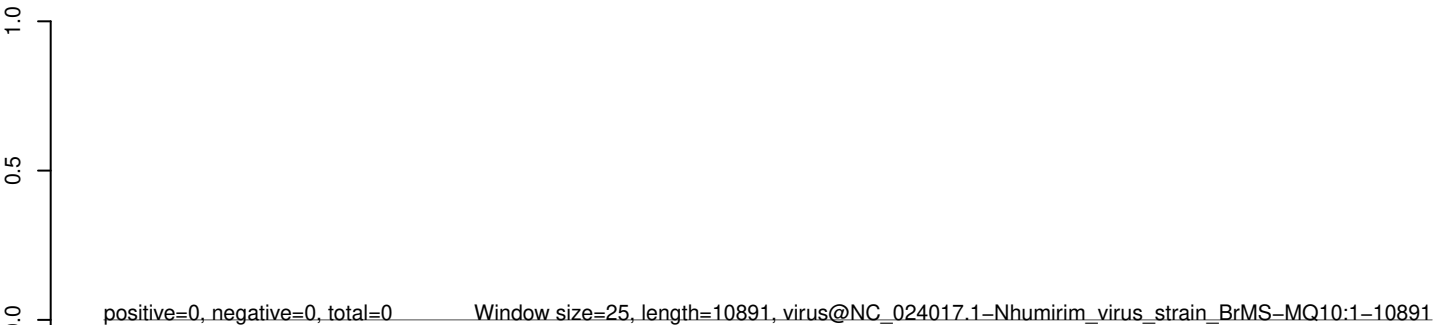 1.0
0.5
0.0
positive=0, negative=0, total=0 Window size=25, length=10891, virus@NC_024017.1−Nhumirim_virus_strain_BrMS−MQ10:1−10891